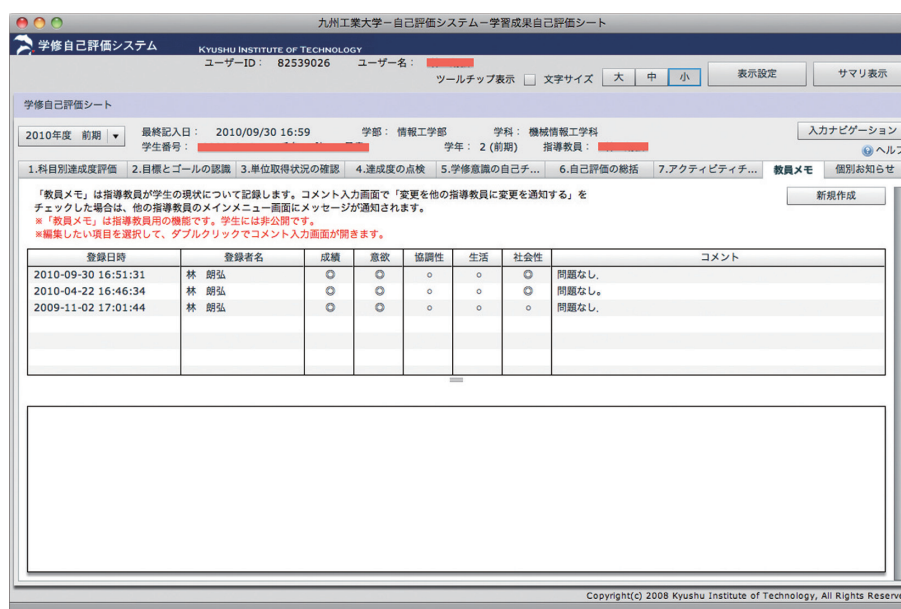 九州工業大学－自己評価システム－学習成果自己評価シート
学修自己評価システム KYUSHU INSTITUTE OF TECHNOLOGY
ユーザーID： 82539026 ユーザー名：
ツールチップ表示 文字サイズ 大 中 小 表示設定 サマリ表示
学修自己評価シート
2010年度 前期 最終記入日： 2010/09/30 16:59 学部： 情報工学部 学科： 機械情報工学科 入力ナビゲーション
学生番号： 学年： 2 (前期) 指導教員： ヘルプ
1.科目別達成度評価 2.目標とゴールの認識 3.単位取得状況の確認 4.達成度の点検 5.学修意識の自己チ... 6.自己評価の総括 7.アクティビティチ... 教員メモ 個別お知らせ
「教員メモ」は指導教員が学生の現状について記録します。コメント入力画面で「変更を他の指導教員に変更を通知する」を 新規作成
チェックした場合は、他の指導教員のメインメニュー画面にメッセージが通知されます。
※「教員メモ」は指導教員用の機能です。学生には非公開です。
※編集したい項目を選択して、ダブルクリックでコメント入力画面が開きます。
登録日時 登録者名 成績 意欲 協調性 生活 社会性 コメント
2010-09-30 16:51:31 林 朗弘 ◎ ◎ ○ ○ ◎ 問題なし．
2010-04-22 16:46:34 林 朗弘 ◎ ◎ ○ ○ ◎ 問題なし。
2009-11-02 17:01:44 林 朗弘 ◎ ◎ ○ ○ ○ 問題なし．
Copyright(c) 2008 Kyushu Institute of Technology, All Rights Reserve